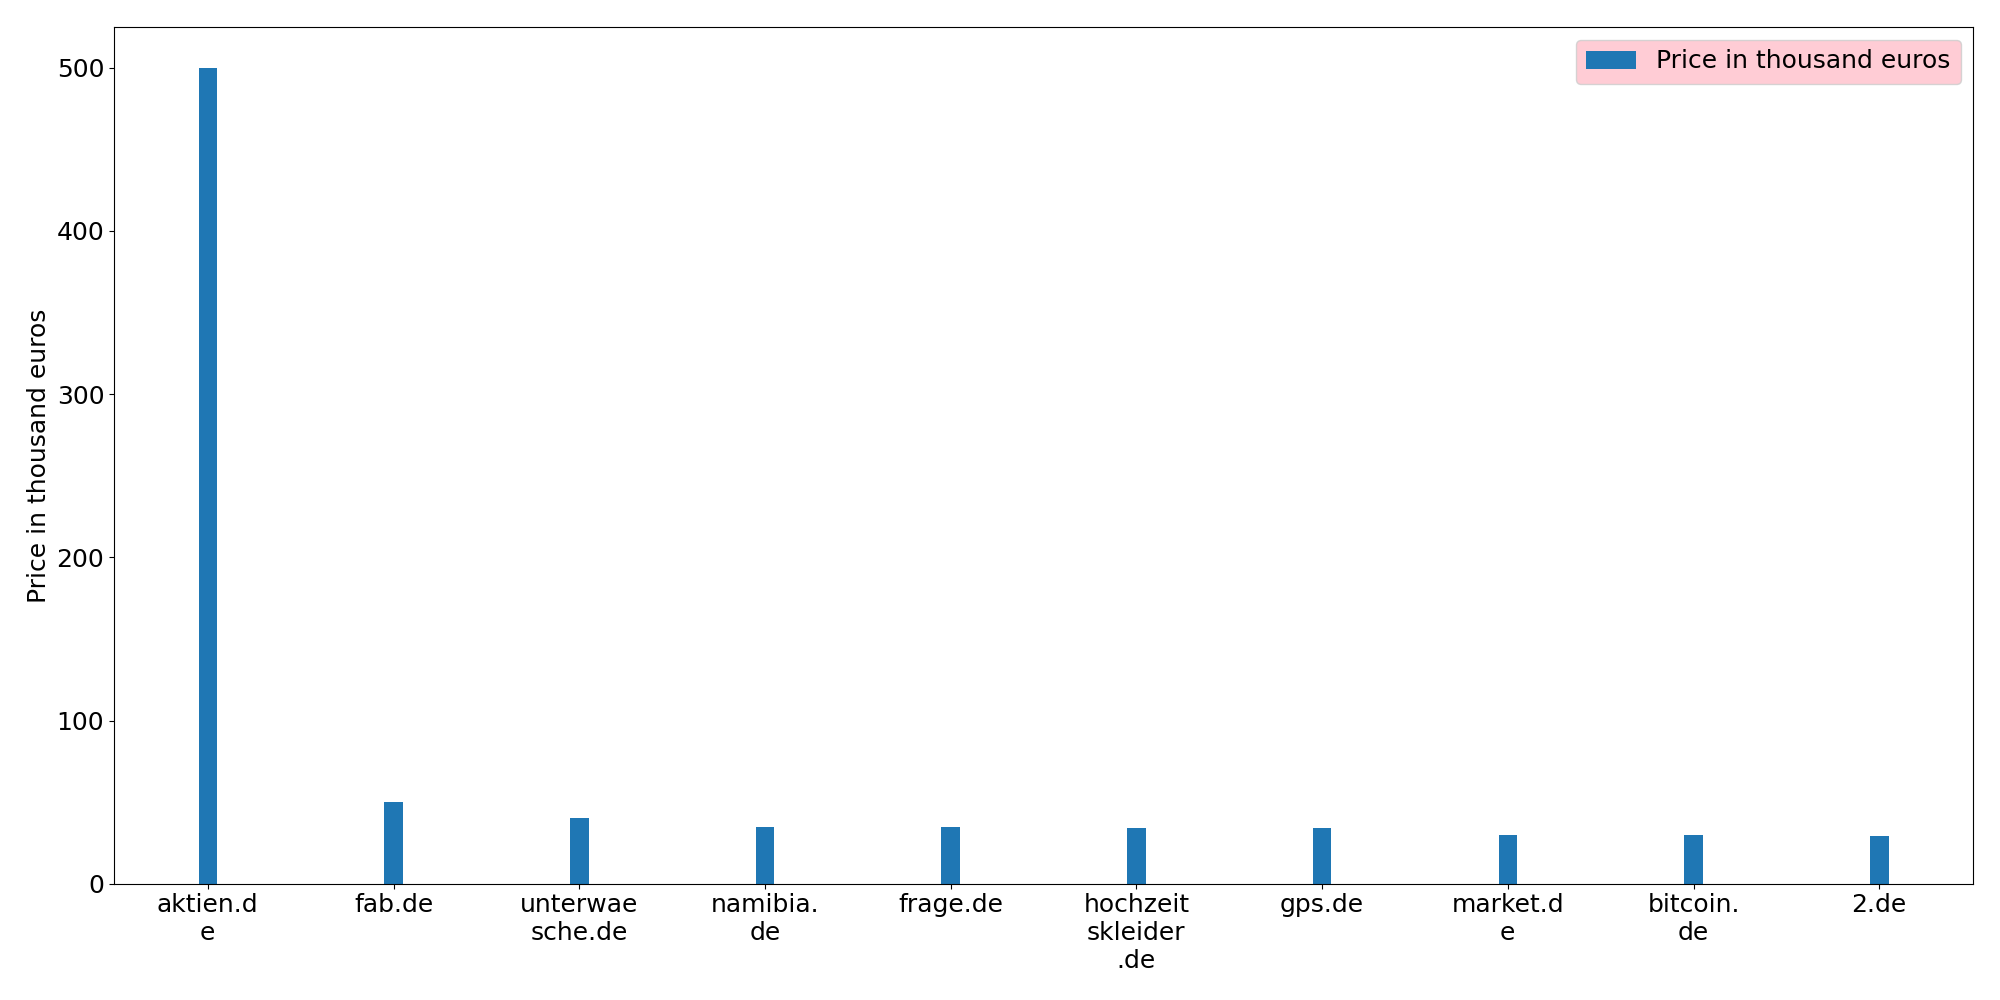 Price in thousand euros
Price in thousand euros
500
400
300
200
100
0
aktien.d
e
fab.de
unterwae
sche.de
namibia.
de
frage.de
hochzeit
skleider
.de
gps.de
market.d
e
bitcoin.
de
2.de